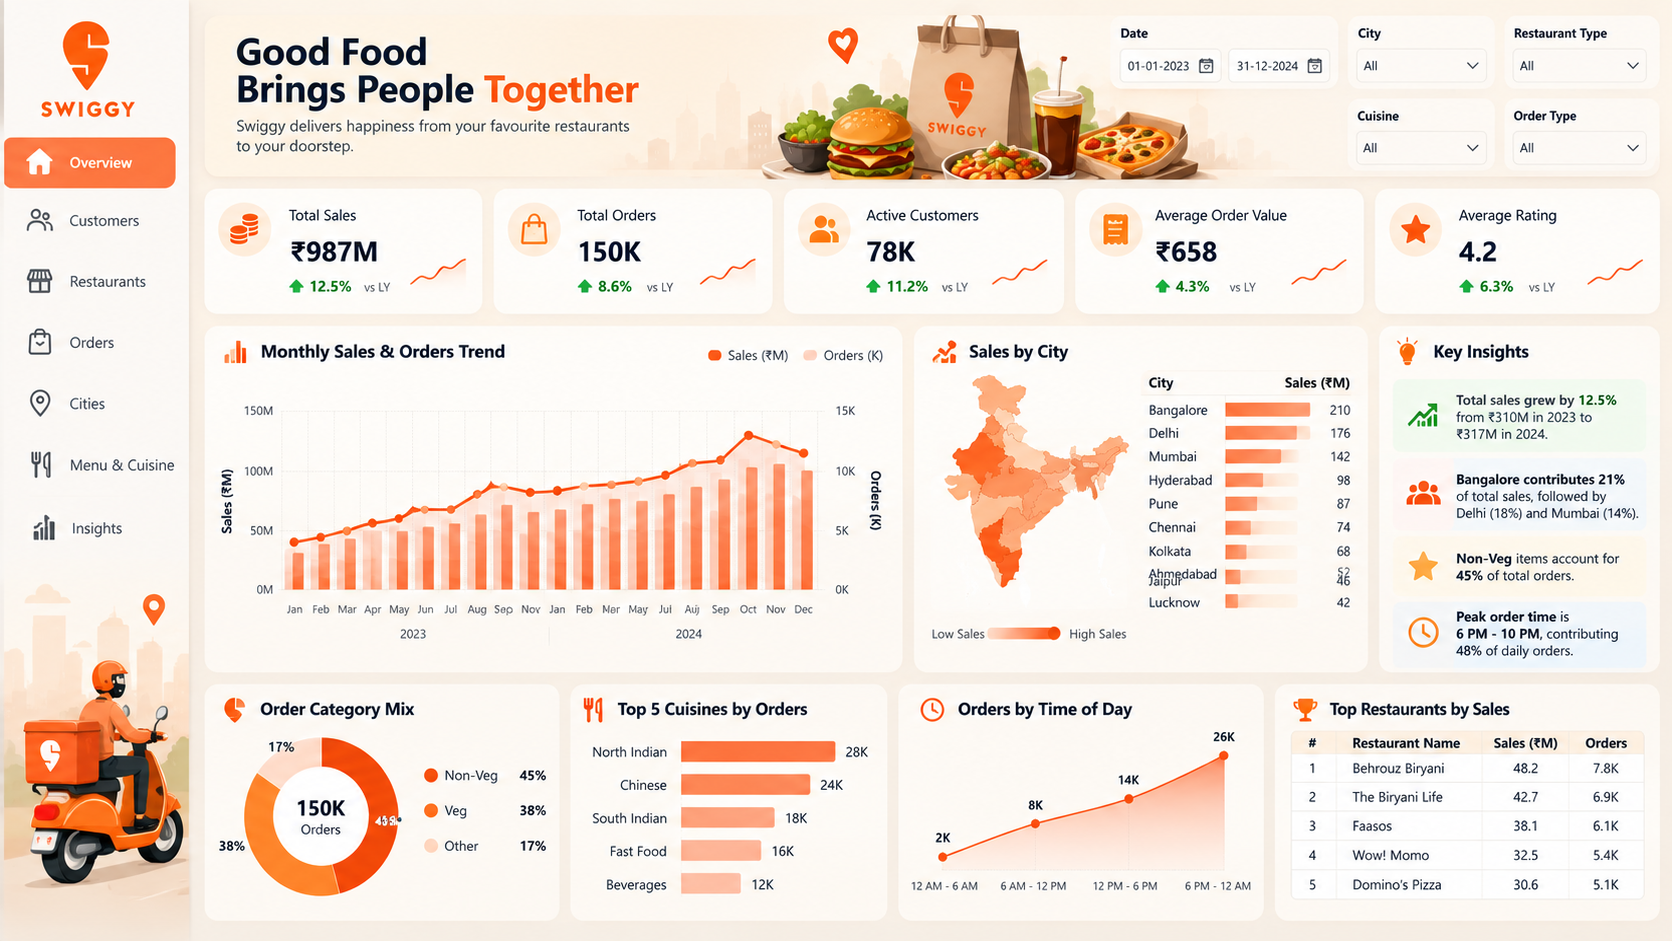 SWIGGY
Overview
Customers
Restaurants
Orders
Cities
Menu & Cuisine
Insights
Good Food
Brings People Together
Swiggy delivers happiness from your favourite restaurants
to your doorstep.
SWIGGY
Date
01-01-2023 31-12-2024
City
All
Restaurant Type
All
Cuisine
All
Order Type
All
Total Sales
₹987M
12.5% vs LY
Total Orders
150K
8.6% vs LY
Active Customers
78K
11.2% vs LY
Average Order Value
₹658
4.3% vs LY
Average Rating
4.2
6.3% vs LY
Monthly Sales & Orders Trend
Sales (₹M) Orders (K)
Sales (₹M)
150M
100M
50M
0M
15K
10K
5K
0K
Orders (K)
Jan Feb Mar Apr May Jun Jul Aug Sep Nov Jan Feb Mar Apr May Jul Sep Oct Nov Dec
2023 2024
Sales by City
City Sales (₹M)
Bangalore 210
Delhi 176
Mumbai 142
Hyderabad 98
Pune 87
Chennai 74
Kolkata 68
Ahmedabad 52
Jaipur 46
Lucknow 42
Low Sales High Sales
Key Insights
Total sales grew by 12.5%
from ₹310M in 2023 to
₹317M in 2024.
Bangalore contributes 21%
of total sales, followed by
Delhi (18%) and Mumbai (14%).
Non-Veg items account for
45% of total orders.
Peak order time is
6 PM - 10 PM, contributing
48% of daily orders.
Order Category Mix
17%
38%
150K
Orders
Non-Veg 45%
Veg 38%
Other 17%
Top 5 Cuisines by Orders
North Indian 28K
Chinese 24K
South Indian 18K
Fast Food 16K
Beverages 12K
Orders by Time of Day
2K
8K
14K
26K
12 AM - 6 AM 6 AM - 12 PM 12 PM - 6 PM 6 PM - 12 AM
Top Restaurants by Sales
# Restaurant Name Sales (₹M) Orders
1 Behrouz Biryani 48.2 7.8K
2 The Biryani Life 42.7 6.9K
3 Faasos 38.1 6.1K
4 Wow! Momo 32.5 5.4K
5 Domino's Pizza 30.6 5.1K